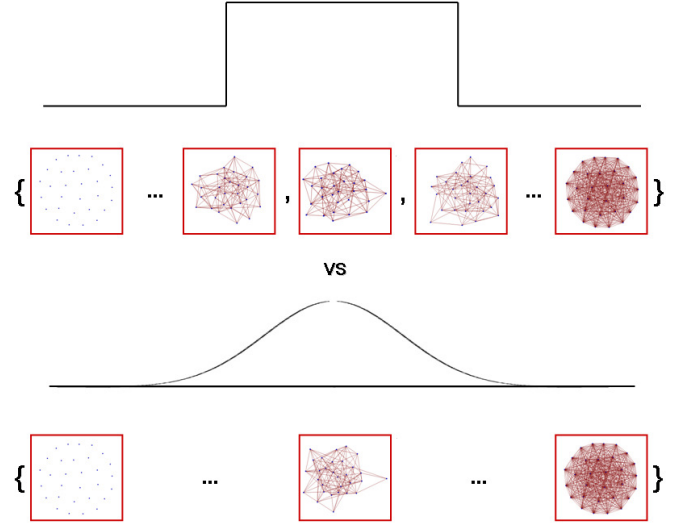 { ... , , ... }
vs
{ ... ... }